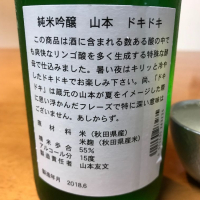 純米吟醸 山本 ドキドキ
この商品は酒に含まれる数ある酸の中で
も爽快なリンゴ酸を多く生成する特殊な酵
母で仕込みました。暑い夜はキリッと冷や
したドキドキでお楽しみ下さい。尚、「ドキ
ドキ」は蔵元の山本が夏をイメージした際
に思い浮かんだフレーズで特に深い意味は
ございません。あしからず。
原材料 米(秋田県産)
米麹(秋田県産米)
精米歩合 55%
アルコール分 15度
製造責任者 山本友文
製造年月 2018.6